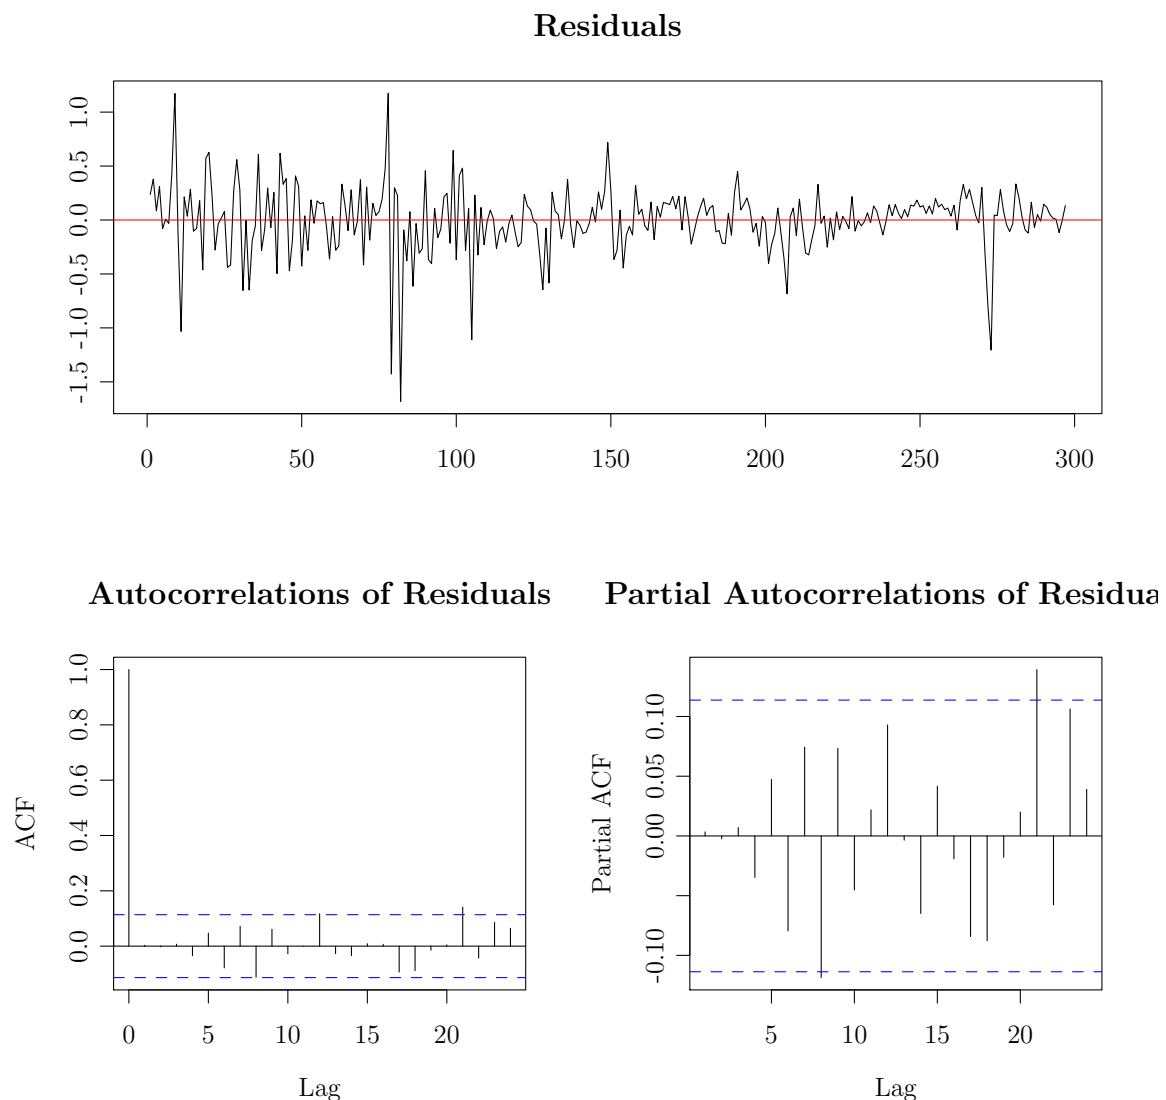 Residuals
1.0
0.5
0.0
-0.5
-1.0
-1.5
0 50 100 150 200 250 300
Autocorrelations of Residuals
1.0
0.8
0.6
0.4
0.2
0.0
ACF
0 5 10 15 20
Lag
Partial Autocorrelations of Residua
0.10
0.05
0.00
-0.10
Partial ACF
5 10 15 20
Lag